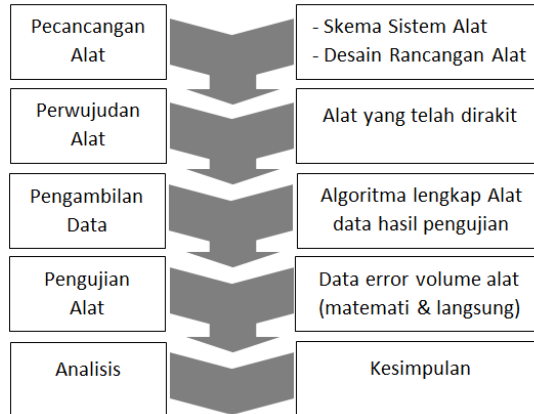 Pecancangan
Alat
- Skema Sistem Alat
- Desain Rancangan Alat
Perwujudan
Alat
Alat yang telah dirakit
Pengambilan
Data
Algoritma lengkap Alat
data hasil pengujian
Pengujian
Alat
Data error volume alat
(matemati & langsung)
Analisis
Kesimpulan